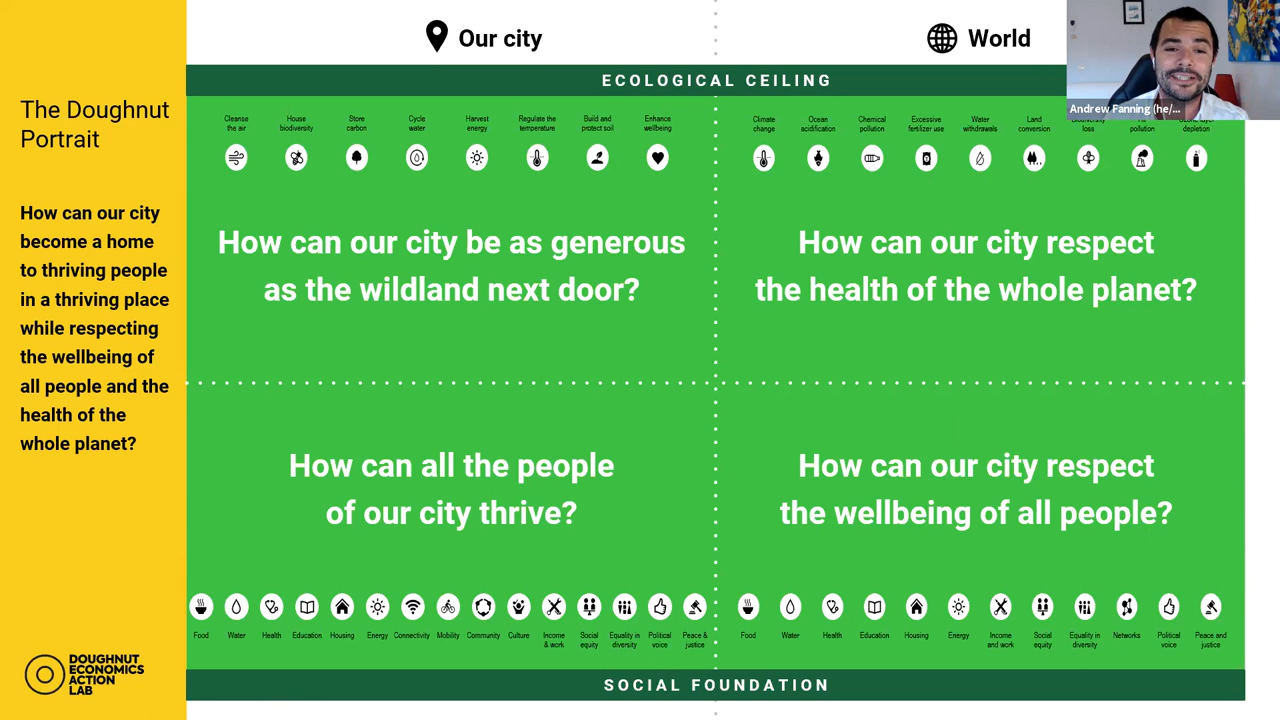 Our city
World
Andrew Fanning (he/...
ECOLOGICAL CEILING
The Doughnut
Portrait
How can our city
become a home
to thriving people
in a thriving place
while respecting
the wellbeing of
all people and the
health of the
whole planet?
Cleanse
the air
House
biodiversity
Store
carbon
Cycle
water
Harvest
energy
Regulate the
temperature
Build and
protect soil
Enhance
wellbeing
Climate
change
Ocean
acidification
Chemical
pollution
Excessive
fertilizer use
Water
withdrawals
Land
conversion
loss
pollution
depletion
How can our city be as generous
as the wildland next door?
How can our city respect
the health of the whole planet?
How can all the people
of our city thrive?
How can our city respect
the wellbeing of all people?
Food
Water
Health
Education
Housing
Energy
Connectivity
Mobility
Community
Culture
Income
& work
Social
equity
Equality in
diversity
Political
voice
Peace &
justice
Food
Water
Health
Education
Housing
Energy
Income
and work
Social
equity
Equality in
diversity
Networks
Political
voice
Peace and
justice
SOCIAL FOUNDATION
DOUGHNUT
ECONOMICS
ACTION
LAB